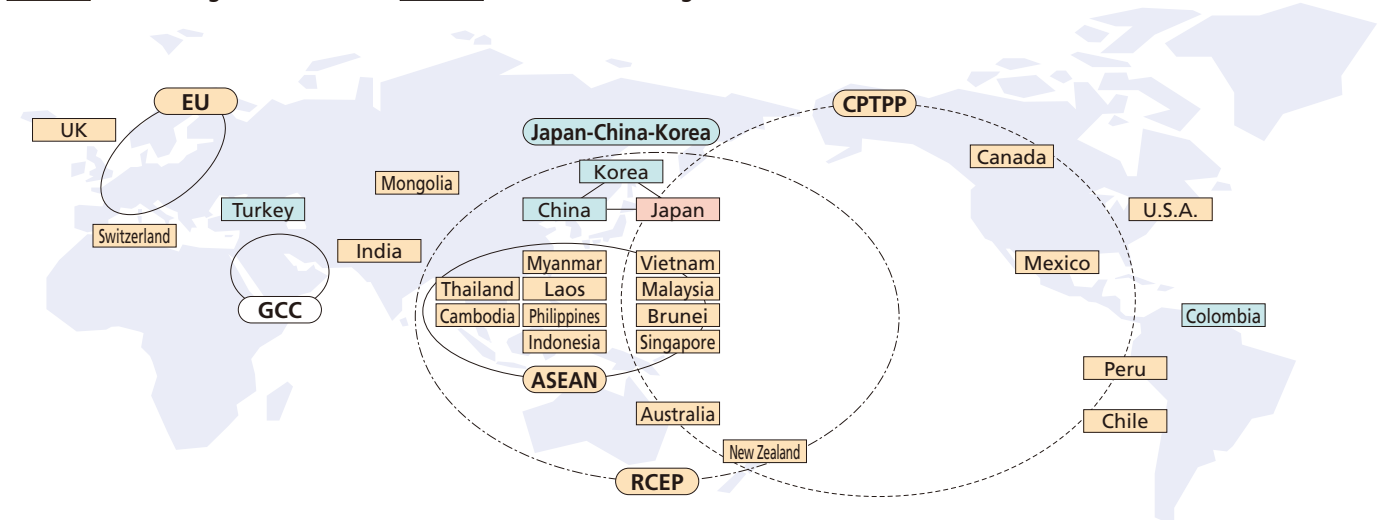 EU
CPTPP
UK
Japan-China-Korea
Canada
Korea
Mongolia
Turkey
China
Japan
U.S.A.
Switzerland
India
Myanmar
Vietnam
Mexico
Thailand
Laos
Malaysia
GCC
Cambodia
Philippines
Brunei
Colombia
Indonesia
Singapore
ASEAN
Peru
Australia
Chile
New Zealand
RCEP